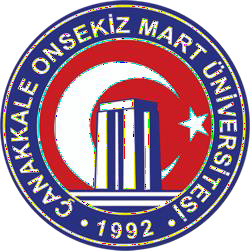 ÇANAKKALE ONSEKİZ MART ÜNİVERSİTESİ
• 1992 •